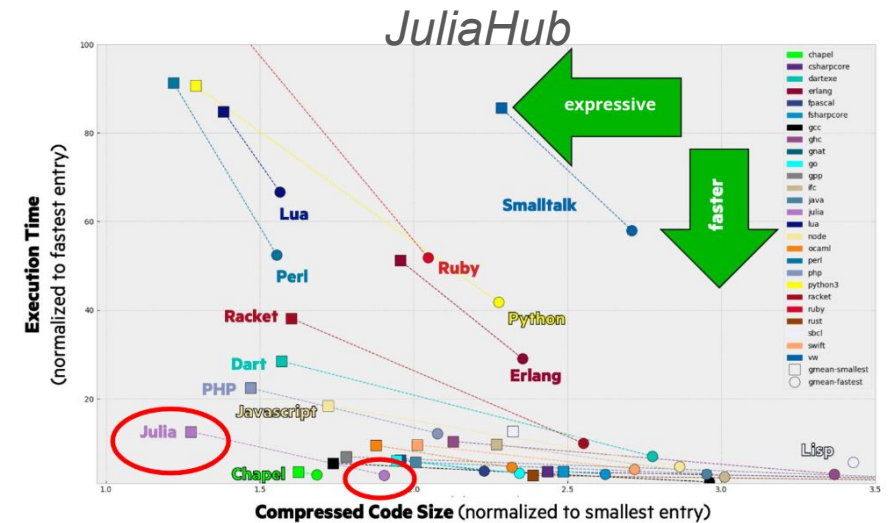 JuliaHub
Execution Time
(normalized to fastest entry)
100
80
60
40
20
1.0
1.5
2.0
2.5
3.0
3.5
Compressed Code Size (normalized to smallest entry)
expressive
faster
Smalltalk
Lua
Perl
Ruby
Python
Racket
Erlang
Dart
PHP
Javascript
Julia
Lisp
Chapel
chapel
csharpcore
dartexe
erlang
fpascal
fsharpcore
gcc
ghc
gnat
go
gpp
ifc
java
julia
lua
node
ocaml
perl
php
python3
racket
ruby
rust
sbcl
swift
vw
gmean-smallest
gmean-fastest